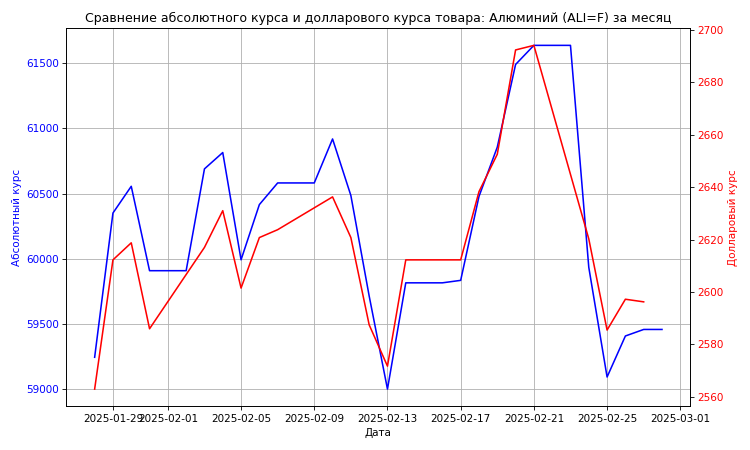 Сравнение абсолютного курса и долларового курса товара: Алюминий (ALI=F) за месяц
Абсолютный курс
61500
61000
60500
60000
59500
59000
2700
2680
2660
2640
2620
2600
2580
2560
Долларовый курс
2025-01-29 2025-02-01 2025-02-05 2025-02-09 2025-02-13 2025-02-17 2025-02-21 2025-02-25 2025-03-01
Дата